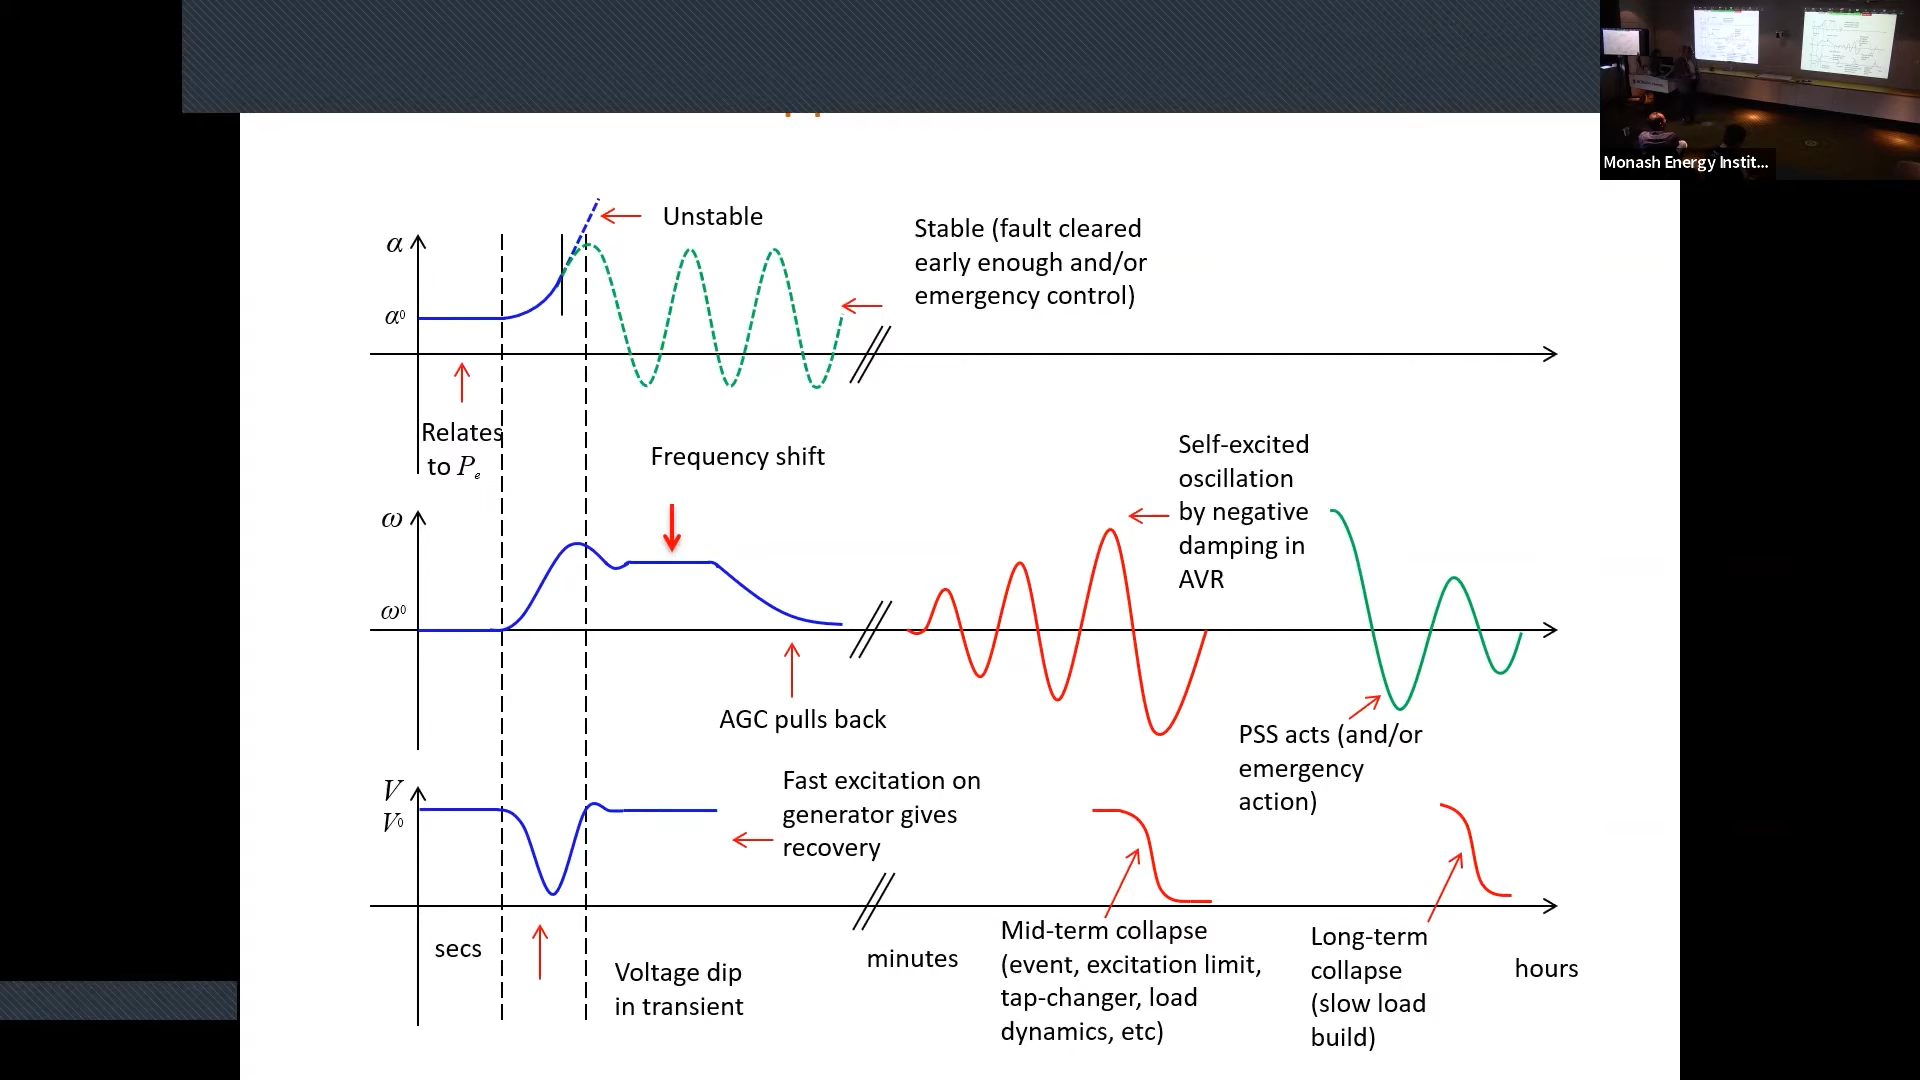 Monash Energy Instit...
Unstable
Stable (fault cleared
early enough and/or
emergency control)
α
α⁰
Relates
to Pₑ
Frequency shift
Self-excited
oscillation
by negative
damping in
AVR
ω
ω⁰
AGC pulls back
PSS acts (and/or
emergency
action)
V
V⁰
Fast excitation on
generator gives
recovery
secs
Voltage dip
in transient
minutes
Mid-term collapse
(event, excitation limit,
tap-changer, load
dynamics, etc)
Long-term
collapse
(slow load
build)
hours